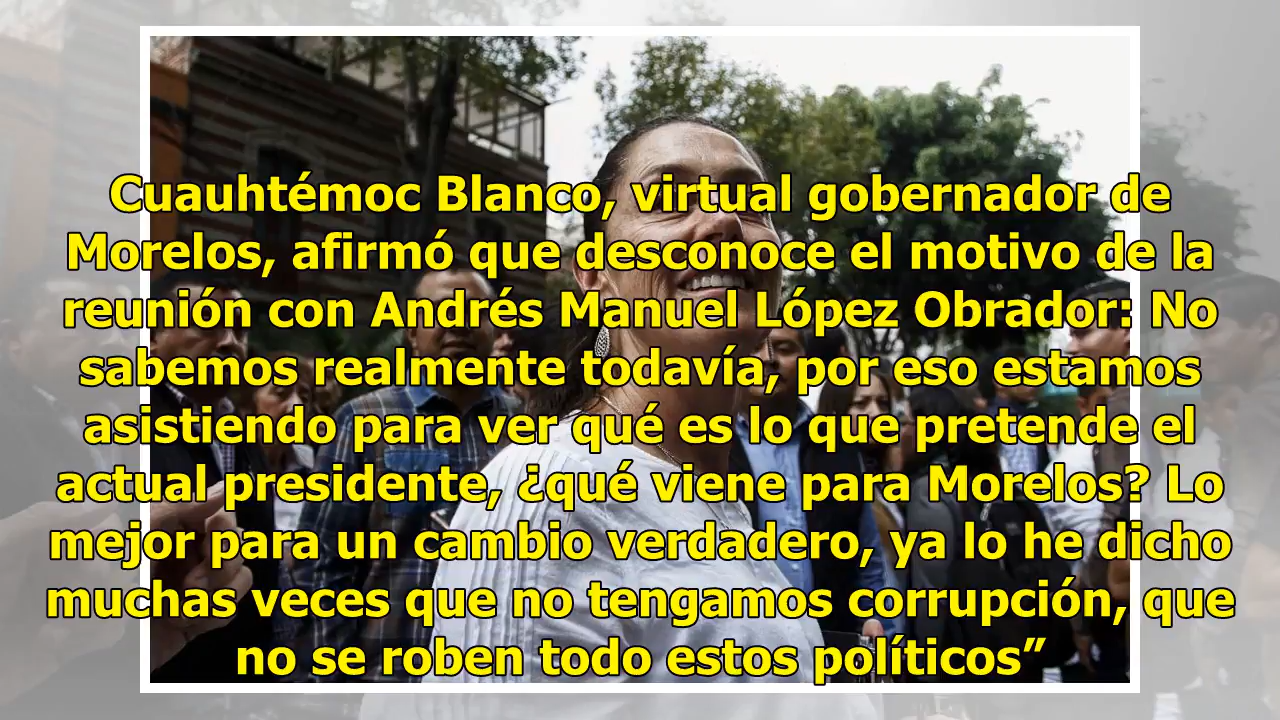 Cuauhtémoc Blanco, virtual gobernador de
Morelos, afirmó que desconoce el motivo de la
reunión con Andrés Manuel López Obrador: No
sabemos realmente todavía, por eso estamos
asistiendo para ver qué es lo que pretende el
actual presidente, ¿qué viene para Morelos? Lo
mejor para un cambio verdadero, ya lo he dicho
muchas veces que no tengamos corrupción, que
no se roben todo estos políticos”